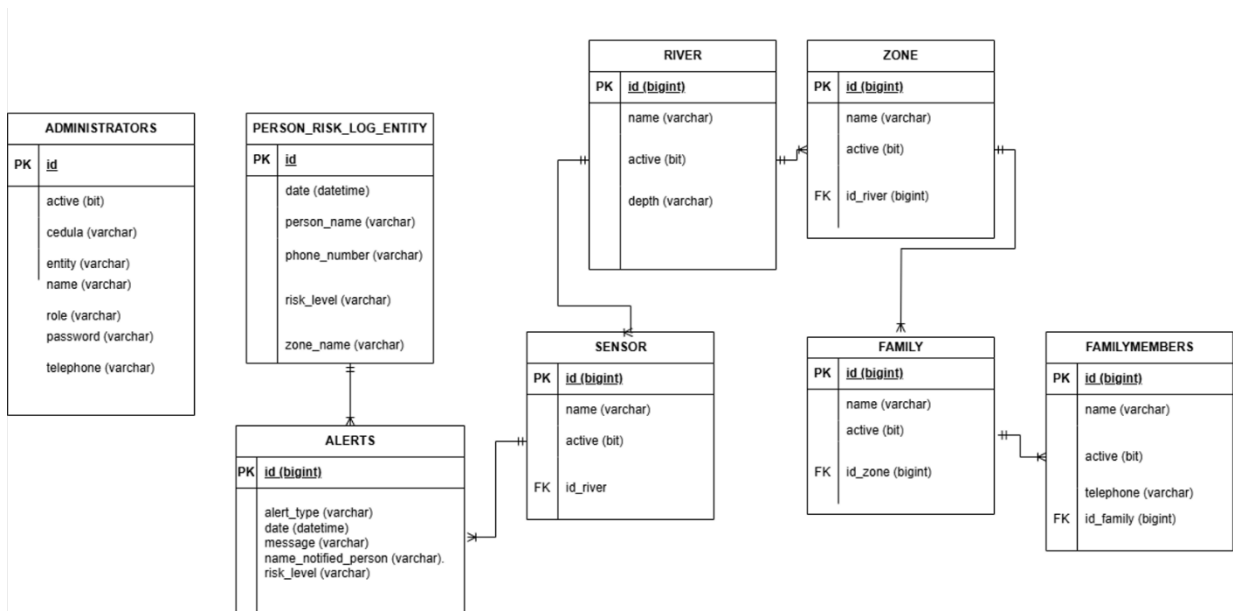 ADMINISTRATORS
PK id
active (bit)
cedula (varchar)
entity (varchar)
name (varchar)
role (varchar)
password (varchar)
telephone (varchar)
PERSON_RISK_LOG_ENTITY
PK id
date (datetime)
person_name (varchar)
phone_number (varchar)
risk_level (varchar)
zone_name (varchar)
RIVER
PK id (bigint)
name (varchar)
active (bit)
depth (varchar)
ZONE
PK id (bigint)
name (varchar)
active (bit)
FK id_river (bigint)
ALERTS
PK id (bigint)
alert_type (varchar)
date (datetime)
message (varchar)
name_notified_person (varchar).
risk_level (varchar)
SENSOR
PK id (bigint)
name (varchar)
active (bit)
FK id_river
FAMILY
PK id (bigint)
name (varchar)
active (bit)
FK id_zone (bigint)
FAMILYMEMBERS
PK id (bigint)
name (varchar)
active (bit)
telephone (varchar)
FK id_family (bigint)